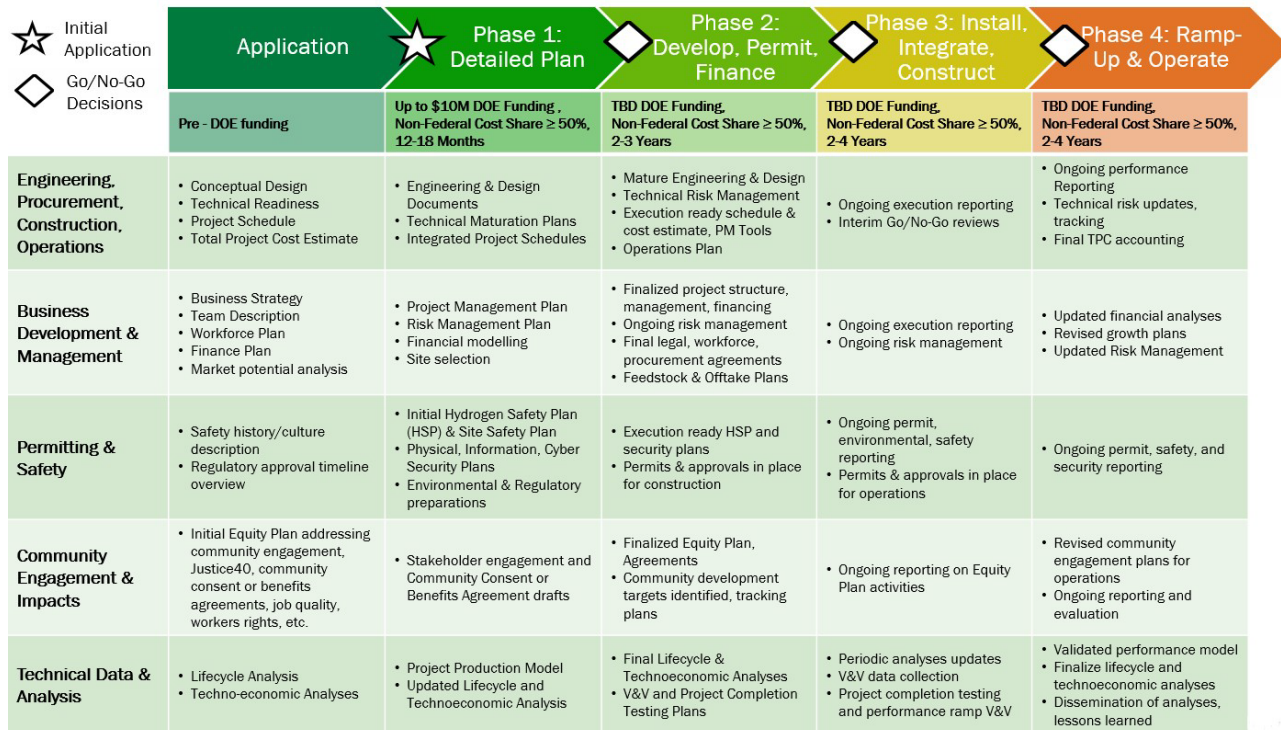 Initial
Application
Go/No-Go
Decisions
Application
Phase 1:
Detailed Plan
Phase 2:
Develop, Permit,
Finance
Phase 3: Install,
Integrate,
Construct
Phase 4: Ramp-
Up & Operate
Pre - DOE funding
Up to $10M DOE Funding ,
Non-Federal Cost Share ≥ 50%,
12-18 Months
TBD DOE Funding,
Non-Federal Cost Share ≥ 50%,
2-3 Years
TBD DOE Funding,
Non-Federal Cost Share ≥ 50%,
2-4 Years
TBD DOE Funding,
Non-Federal Cost Share ≥ 50%,
2-4 Years
Engineering,
Procurement,
Construction,
Operations
• Conceptual Design
• Technical Readiness
• Project Schedule
• Total Project Cost Estimate
• Engineering & Design
Documents
• Technical Maturation Plans
• Integrated Project Schedules
• Mature Engineering & Design
• Technical Risk Management
• Execution ready schedule &
cost estimate, PM Tools
• Operations Plan
• Ongoing execution reporting
• Interim Go/No-Go reviews
• Ongoing performance
Reporting
• Technical risk updates,
tracking
• Final TPC accounting
Business
Development &
Management
• Business Strategy
• Team Description
• Workforce Plan
• Finance Plan
• Market potential analysis
• Project Management Plan
• Risk Management Plan
• Financial modelling
• Site selection
• Finalized project structure,
management, financing
• Ongoing risk management
• Final legal, workforce,
procurement agreements
• Feedstock & Offtake Plans
• Ongoing execution reporting
• Ongoing risk management
• Updated financial analyses
• Revised growth plans
• Updated Risk Management
Permitting &
Safety
• Safety history/culture
description
• Regulatory approval timeline
overview
• Initial Hydrogen Safety Plan
(HSP) & Site Safety Plan
• Physical, Information, Cyber
Security Plans
• Environmental & Regulatory
preparations
• Execution ready HSP and
security plans
• Permits & approvals in place
for construction
• Ongoing permit,
environmental, safety
reporting
• Permits & approvals in place
for operations
• Ongoing permit, safety, and
security reporting
Community
Engagement &
Impacts
• Initial Equity Plan addressing
community engagement,
Justice40, community
consent or benefits
agreements, job quality,
workers rights, etc.
• Stakeholder engagement and
Community Consent or
Benefits Agreement drafts
• Finalized Equity Plan,
Agreements
• Community development
targets identified, tracking
plans
• Ongoing reporting on Equity
Plan activities
• Revised community
engagement plans for
operations
• Ongoing reporting and
evaluation
Technical Data &
Analysis
• Lifecycle Analysis
• Techno-economic Analyses
• Project Production Model
• Updated Lifecycle and
Technoeconomic Analysis
• Final Lifecycle &
Technoeconomic Analyses
• V&V and Project Completion
Testing Plans
• Periodic analyses updates
• V&V data collection
• Project completion testing
and performance ramp V&V
• Validated performance model
• Finalize lifecycle and
technoeconomic analyses
• Dissemination of analyses,
lessons learned